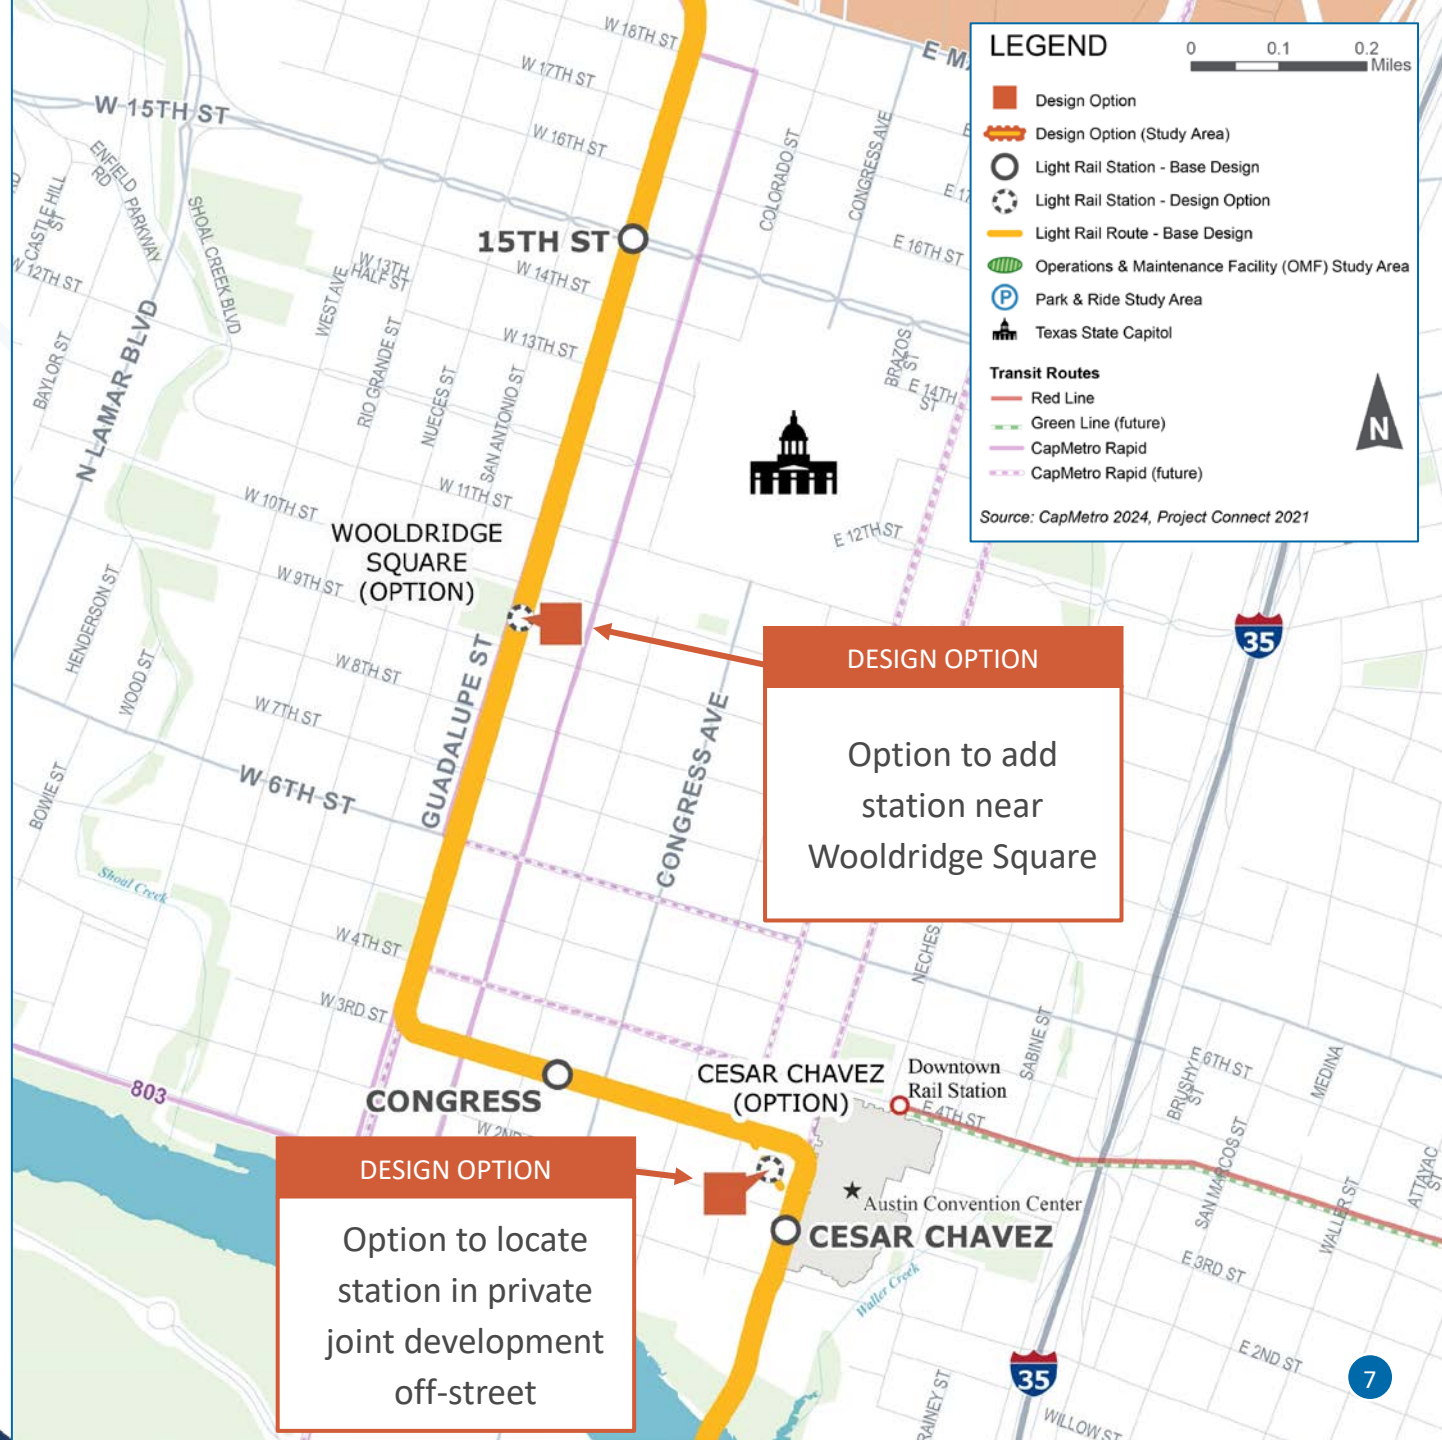 LEGEND
0 0.1 0.2
Miles
Design Option
Design Option (Study Area)
Light Rail Station - Base Design
Light Rail Station - Design Option
Light Rail Route - Base Design
Operations & Maintenance Facility (OMF) Study Area
P
Park & Ride Study Area
Texas State Capitol
Transit Routes
Red Line
Green Line (future)
CapMetro Rapid
CapMetro Rapid (future)
N
Source: CapMetro 2024, Project Connect 2021
W 18TH ST
W 17TH ST
W 15TH ST
W 16TH ST
ENFIELD
RD
PARKWAY
CASTLE HILL
ST
SHOAL CREEK BLVD
COLORADO ST
CONGRESS AVE
E 16TH ST
15TH ST
W 14TH ST
W 13TH
HALF ST
W 12TH ST
WEST AVE
W 13TH ST
BAYLOR ST
N LAMAR BLVD
RIO GRANDE ST
NUECES ST
SAN ANTONIO ST
BRAZOS
ST
E 14TH
ST
W 11TH ST
W 10TH ST
E 12TH ST
WOOLDRIDGE
SQUARE
(OPTION)
W 9TH ST
HENDERSON ST
WOOD ST
W 8TH ST
W 7TH ST
GUADALUPE ST
W 6TH ST
BOWIE ST
CONGRESS AVE
35
DESIGN OPTION
Option to add
station near
Wooldridge Square
Shoal Creek
W 4TH ST
W 3RD ST
NECHES
SABINE ST
803
CONGRESS
CESAR CHAVEZ
(OPTION)
Downtown
Rail Station
E 4TH ST
E 6TH ST
BRUSHY
ST
MEDINA
SAN MARCOS ST
WALLER ST
ATTAYAC
ST
DESIGN OPTION
Option to locate
station in private
joint development
off-street
Austin Convention Center
CESAR CHAVEZ
Waller Creek
E 3RD ST
E 2ND ST
35
RAINEY ST
WILLOW ST
7